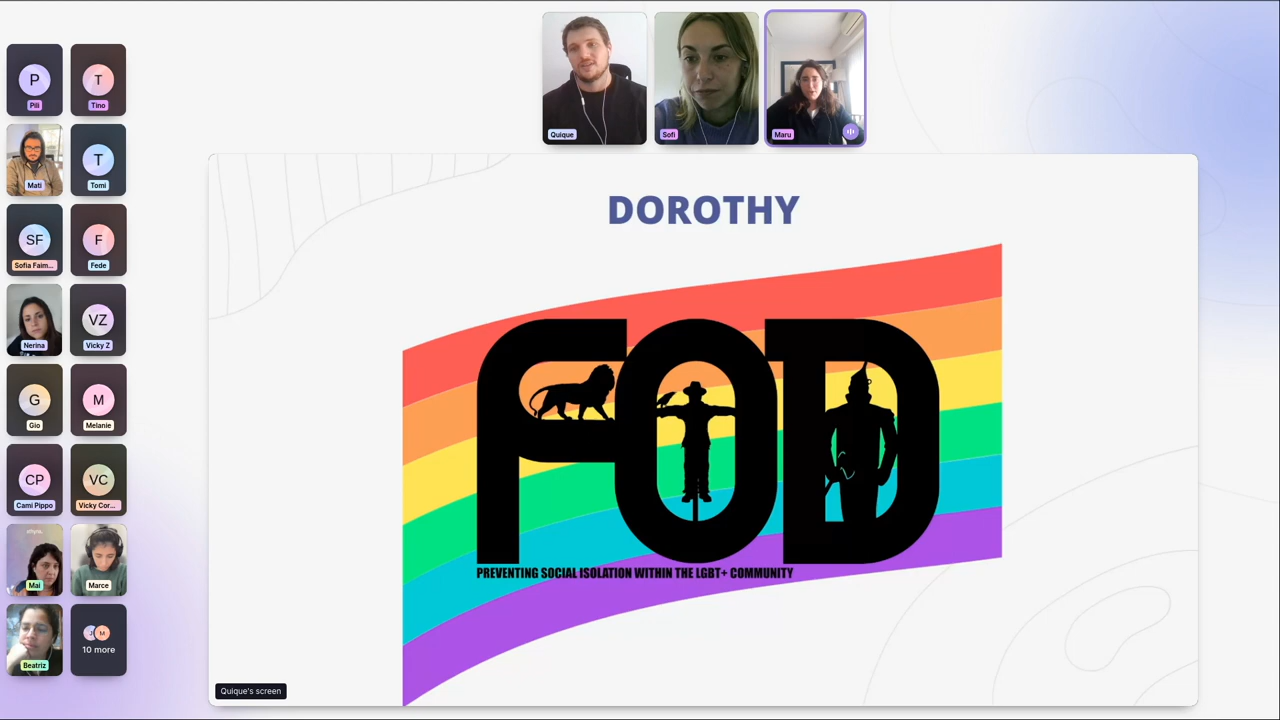 Quique
Sofi
Maru
P
Pili
T
Tino
Mati
T
Tomi
SF
Sofia Faim...
F
Fede
Nerina
VZ
Vicky Z
G
Gio
M
Melanie
CP
Cami Pippo
VC
Vicky Cor...
Mai
Marce
Beatriz
J
M
10 more
DOROTHY
FOD
PREVENTING SOCIAL ISOLATION WITHIN THE LGBT+ COMMUNITY
Quique's screen